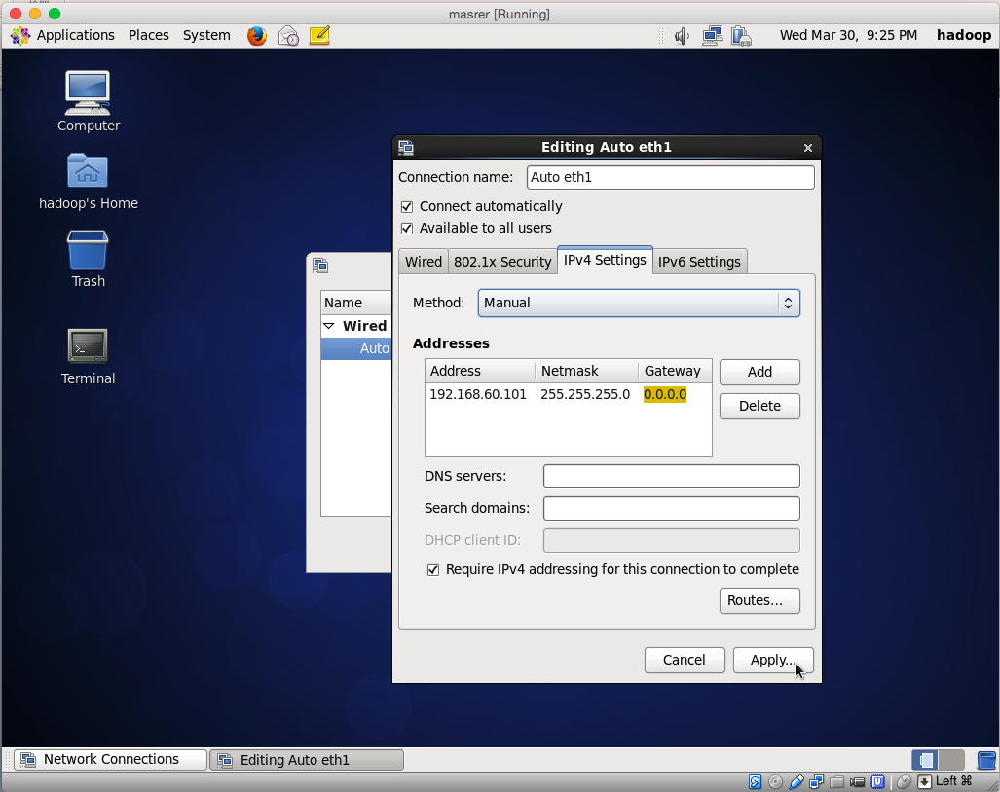 masrer [Running]
Applications Places System Wed Mar 30, 9:25 PM hadoop
Computer
hadoop's Home
Trash
Terminal
Name
Wired
Auto
Editing Auto eth1
Connection name: Auto eth1
Connect automatically
Available to all users
Wired 802.1x Security IPv4 Settings IPv6 Settings
Method: Manual
Addresses
Address Netmask Gateway
192.168.60.101 255.255.255.0 0.0.0.0
Add
Delete
DNS servers:
Search domains:
DHCP client ID:
Require IPv4 addressing for this connection to complete
Routes...
Cancel Apply...
Network Connections Editing Auto eth1
Left ⌘